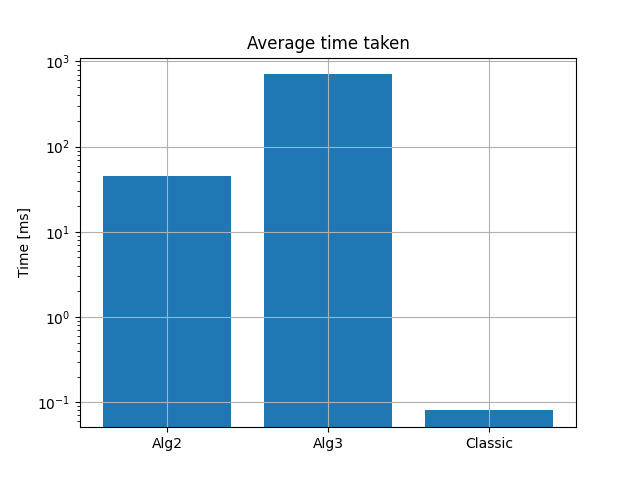 Average time taken
Time [ms]
10³
10²
10¹
10⁰
10⁻¹
Alg2 Alg3 Classic